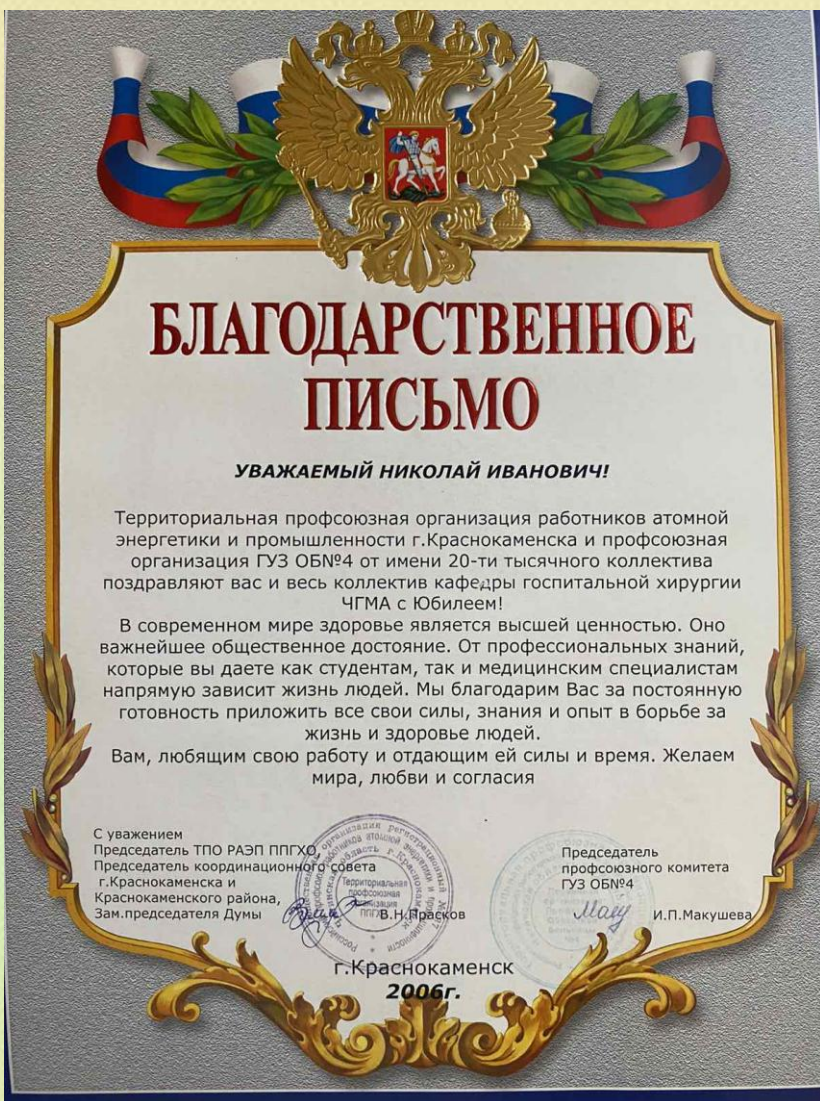 БЛАГОДАРСТВЕННОЕ
ПИСЬМО
УВАЖАЕМЫЙ НИКОЛАЙ ИВАНОВИЧ!
Территориальная профсоюзная организация работников атомной
энергетики и промышленности г.Краснокаменска и профсоюзная
организация ГУЗ ОБ№4 от имени 20-ти тысячного коллектива
поздравляют вас и весь коллектив кафедры госпитальной хирургии
ЧГМА с Юбилеем!
В современном мире здоровье является высшей ценностью. Оно
важнейшее общественное достояние. От профессиональных знаний,
которые вы даете как студентам, так и медицинским специалистам
напрямую зависит жизнь людей. Мы благодарим Вас за постоянную
готовность приложить все свои силы, знания и опыт в борьбе за
жизнь и здоровье людей.
Вам, любящим свою работу и отдающим ей силы и время. Желаем
мира, любви и согласия
С уважением
Председатель ТПО РАЭП ППГХО,
Председатель координационного совета
г.Краснокаменска и
Краснокаменского района,
Зам.председателя Думы
В.Н.Прасков
Территориальная
профсоюзная
организация
ППГХО
Председатель
профсоюзного комитета
ГУЗ ОБ№4
И.П.Макушева
г.Краснокаменск
2006г.